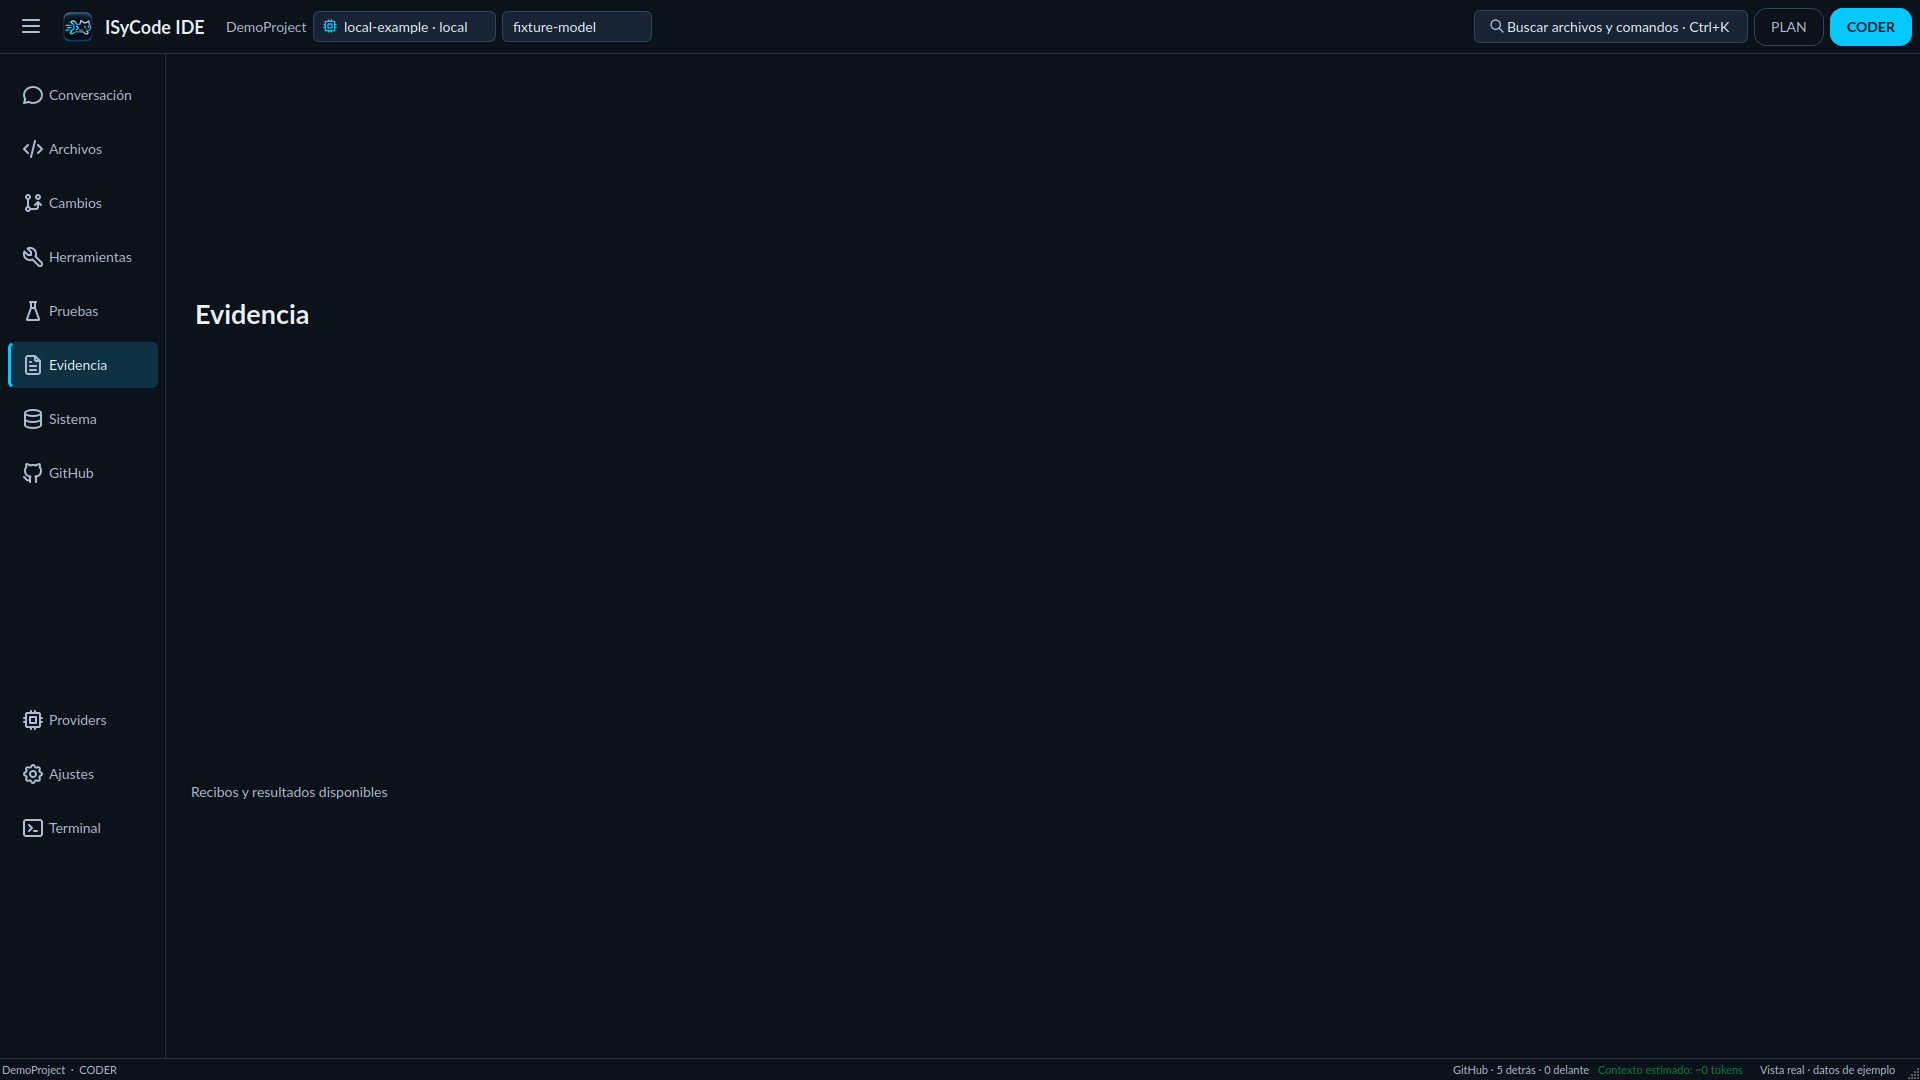 ISyCode IDE
DemoProject
local-example · local
fixture-model
Buscar archivos y comandos · Ctrl+K
PLAN
CODER
Conversación
Archivos
Cambios
Herramientas
Pruebas
Evidencia
Sistema
GitHub
Providers
Ajustes
Terminal
Evidencia
Recibos y resultados disponibles
DemoProject · CODER
GitHub · 5 detrás · 0 delante
Contexto estimado: ~0 tokens
Vista real · datos de ejemplo